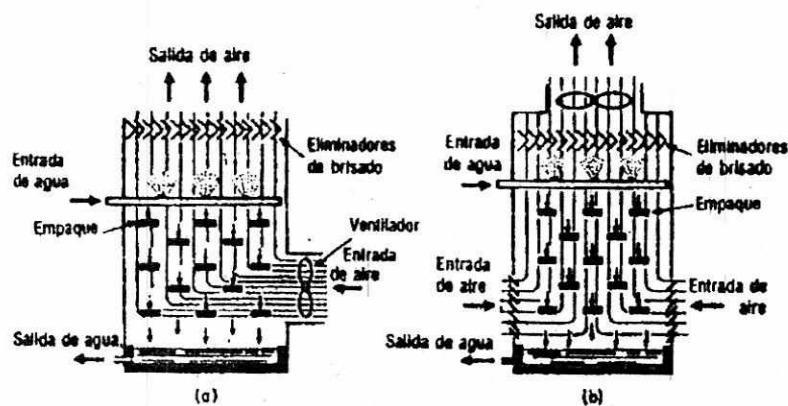 Salida de aire
Eliminadores
de brisado
Entrada
de agua
Empaque
Ventilador
Entrada
de aire
Salida de agua
(a)
Salida de aire
Entrada
de agua
Eliminadores
de brisado
Empaque
Entrada
de aire
Entrada de
aire
Salida de agua
(b)